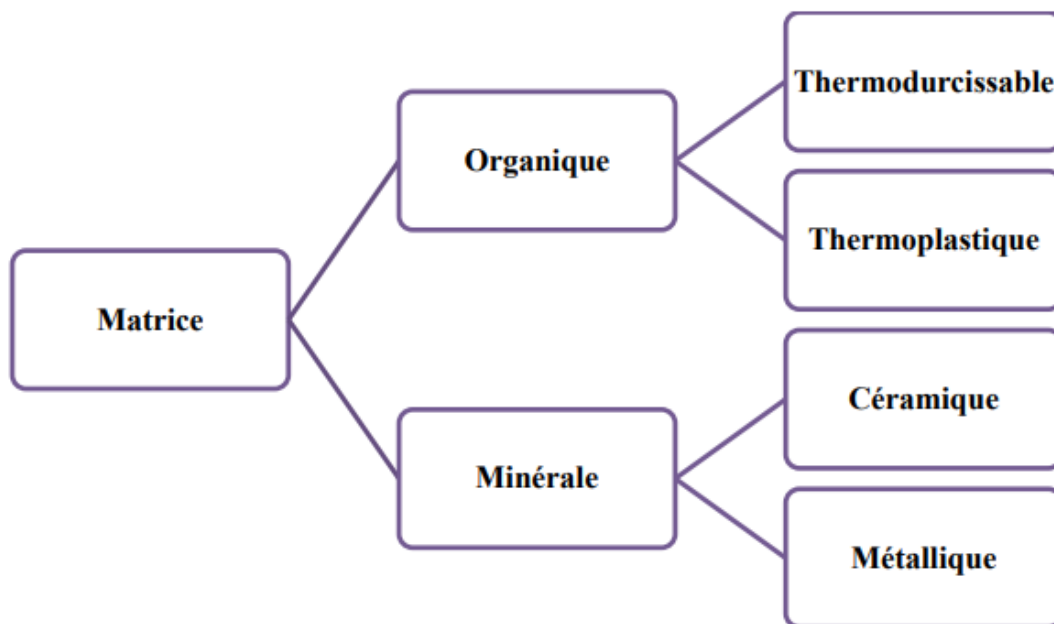 Matrice
Organique
Thermodurcissable
Thermoplastique
Minérale
Céramique
Métallique